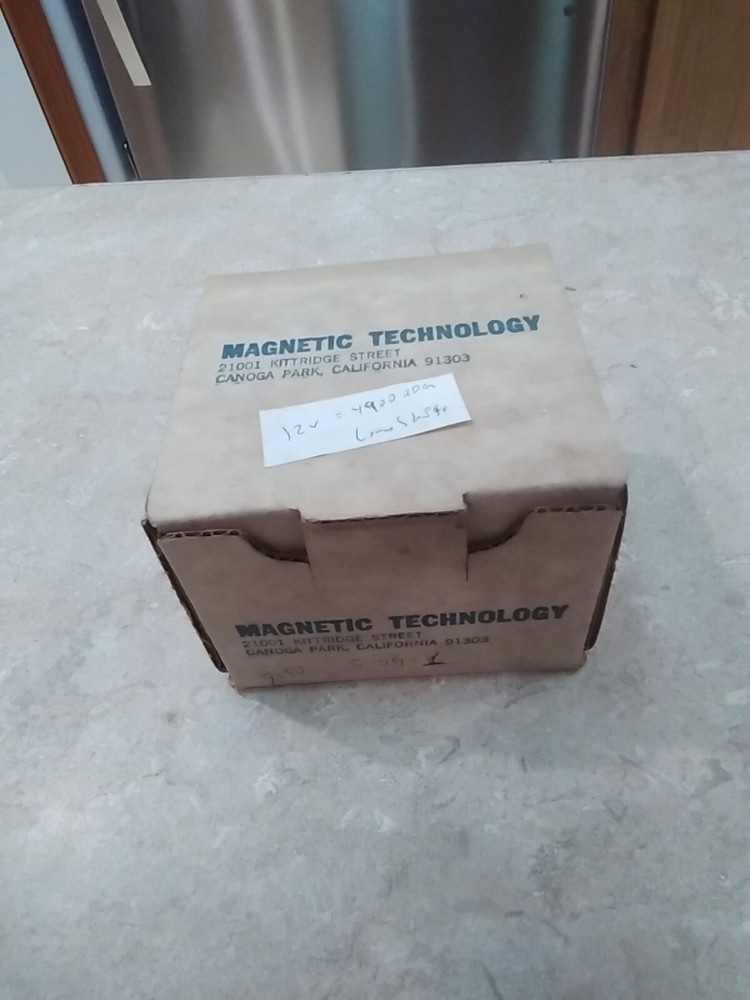 MAGNETIC TECHNOLOGY
21001 KITTRIDGE STREET
CANOGA PARK, CALIFORNIA 91303
12V =
MAGNETIC TECHNOLOGY
21001 KITTRIDGE STREET
CANOGA PARK, CALIFORNIA 91303